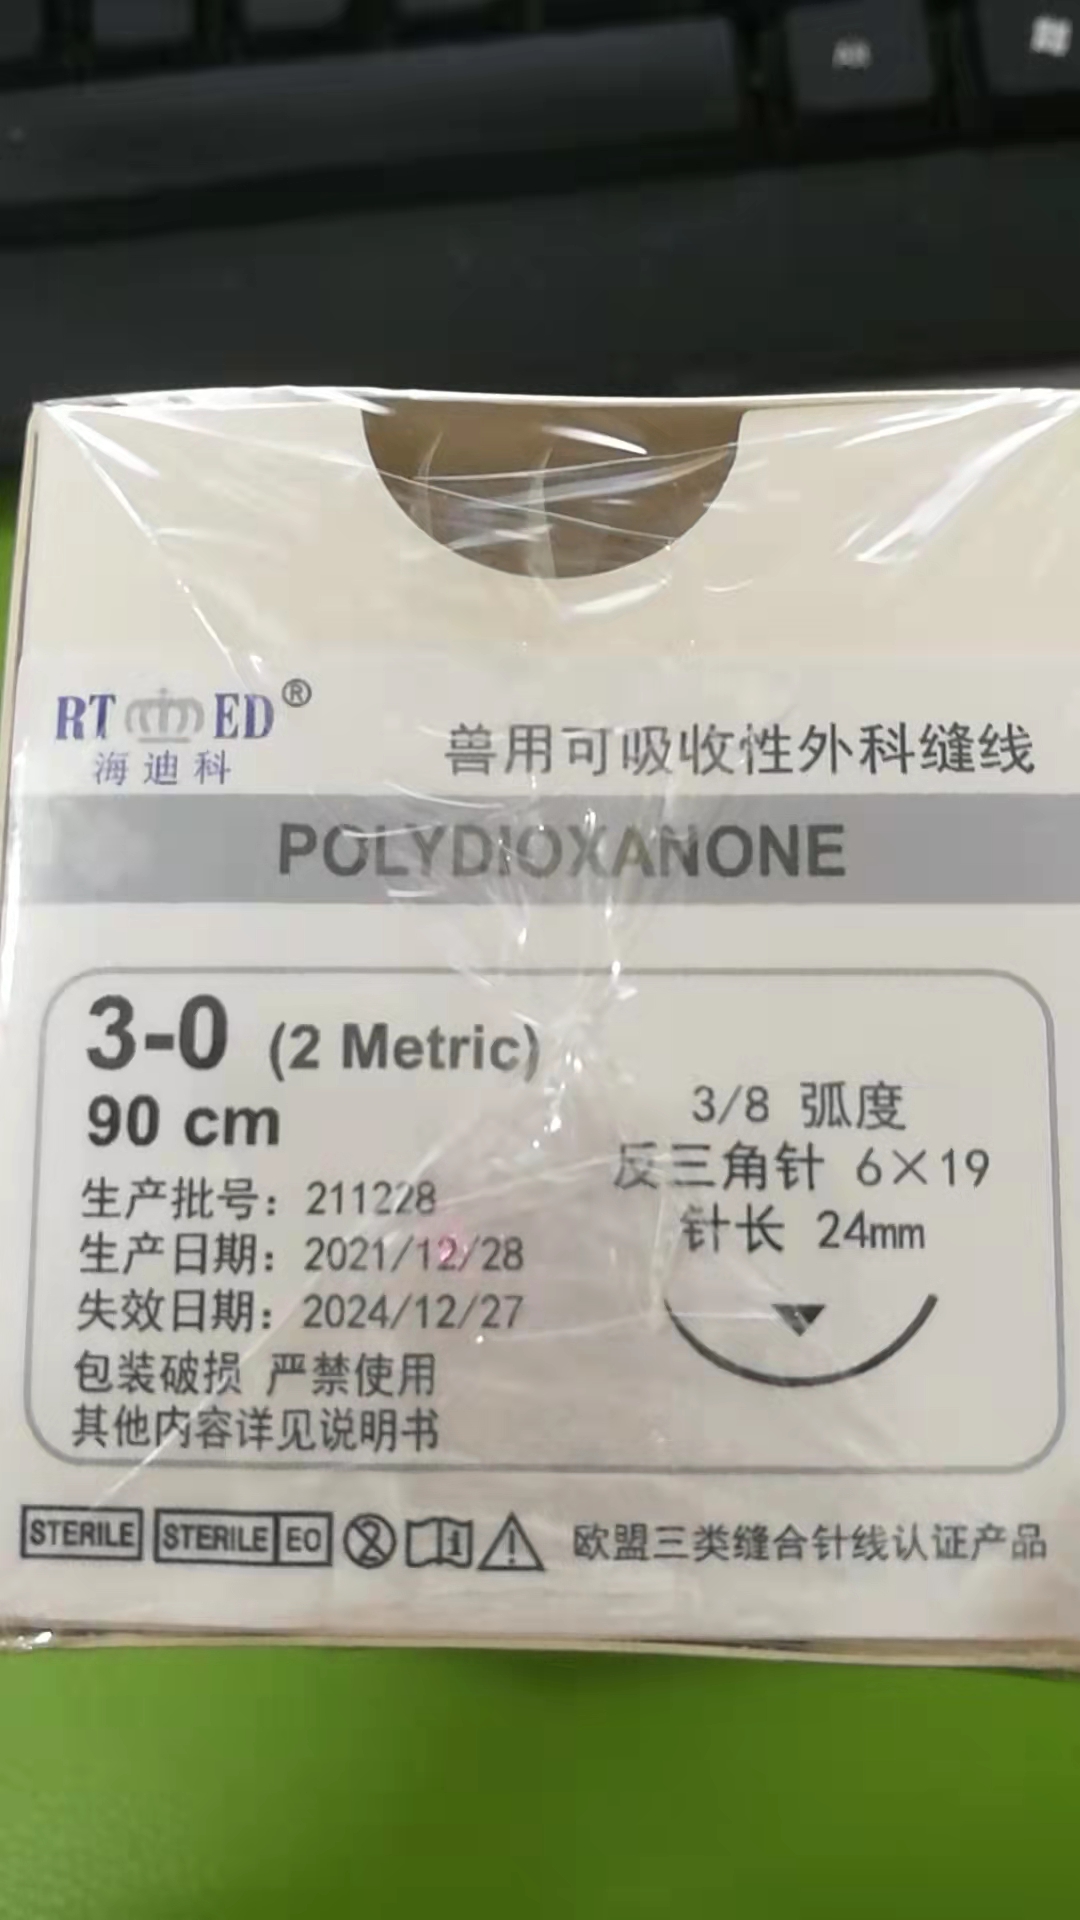 RT ED®
海迪科
兽用可吸收性外科缝线
POLYDIOXANONE
3-0 (2 Metric)
90 cm
生产批号：211228
生产日期：2021/12/28
失效日期：2024/12/27
包装破损 严禁使用
其他内容详见说明书
3/8 弧度
反三角针 6×19
针长 24mm
STERILE STERILE EO 欧盟三类缝合针线认证产品